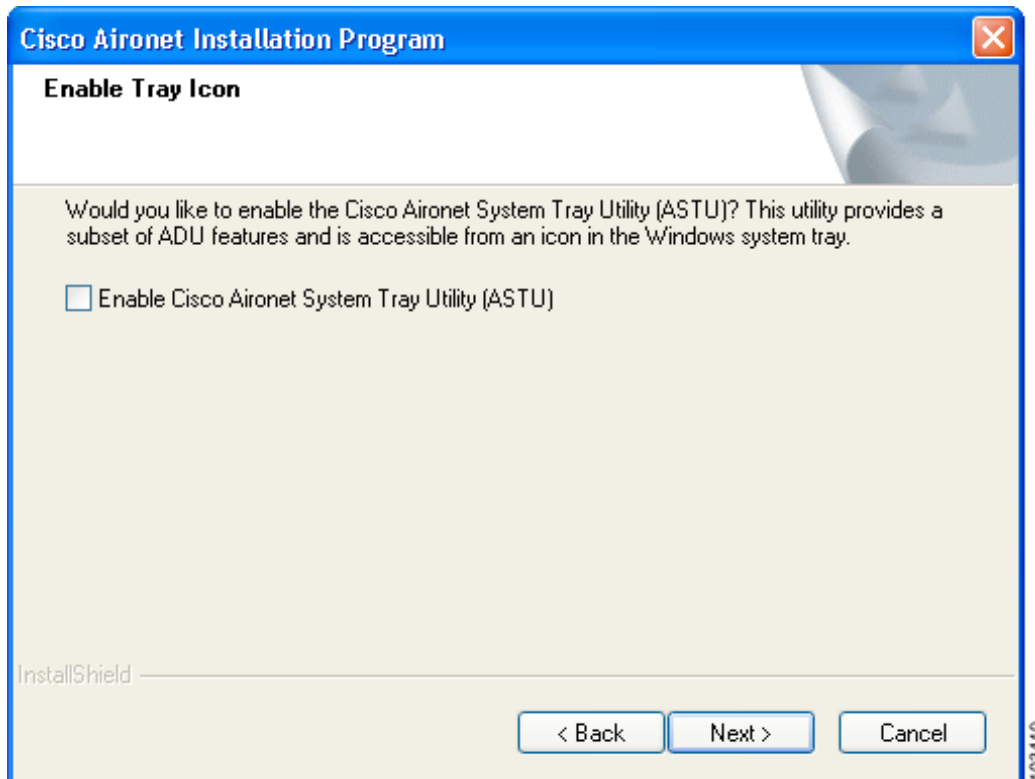 Cisco Aironet Installation Program
Enable Tray Icon
Would you like to enable the Cisco Aironet System Tray Utility (ASTU)? This utility provides a
subset of ADU features and is accessible from an icon in the Windows system tray.
Enable Cisco Aironet System Tray Utility (ASTU)
InstallShield
< Back
Next >
Cancel